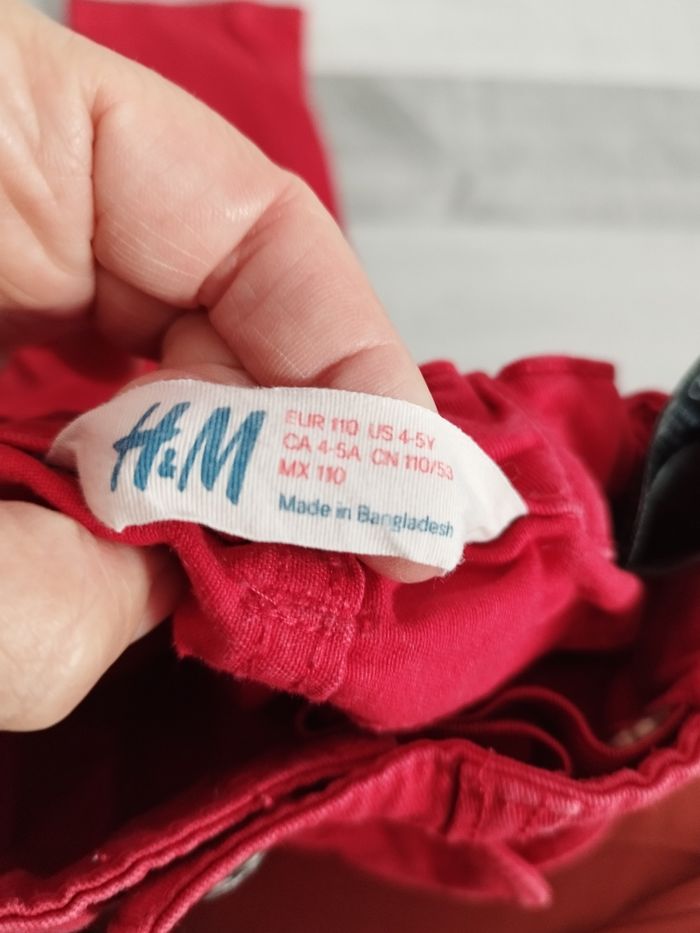 H&M
EUR 110 US 4-5Y
CA 4-5A CN 110/53
MX 110
Made in Bangladesh